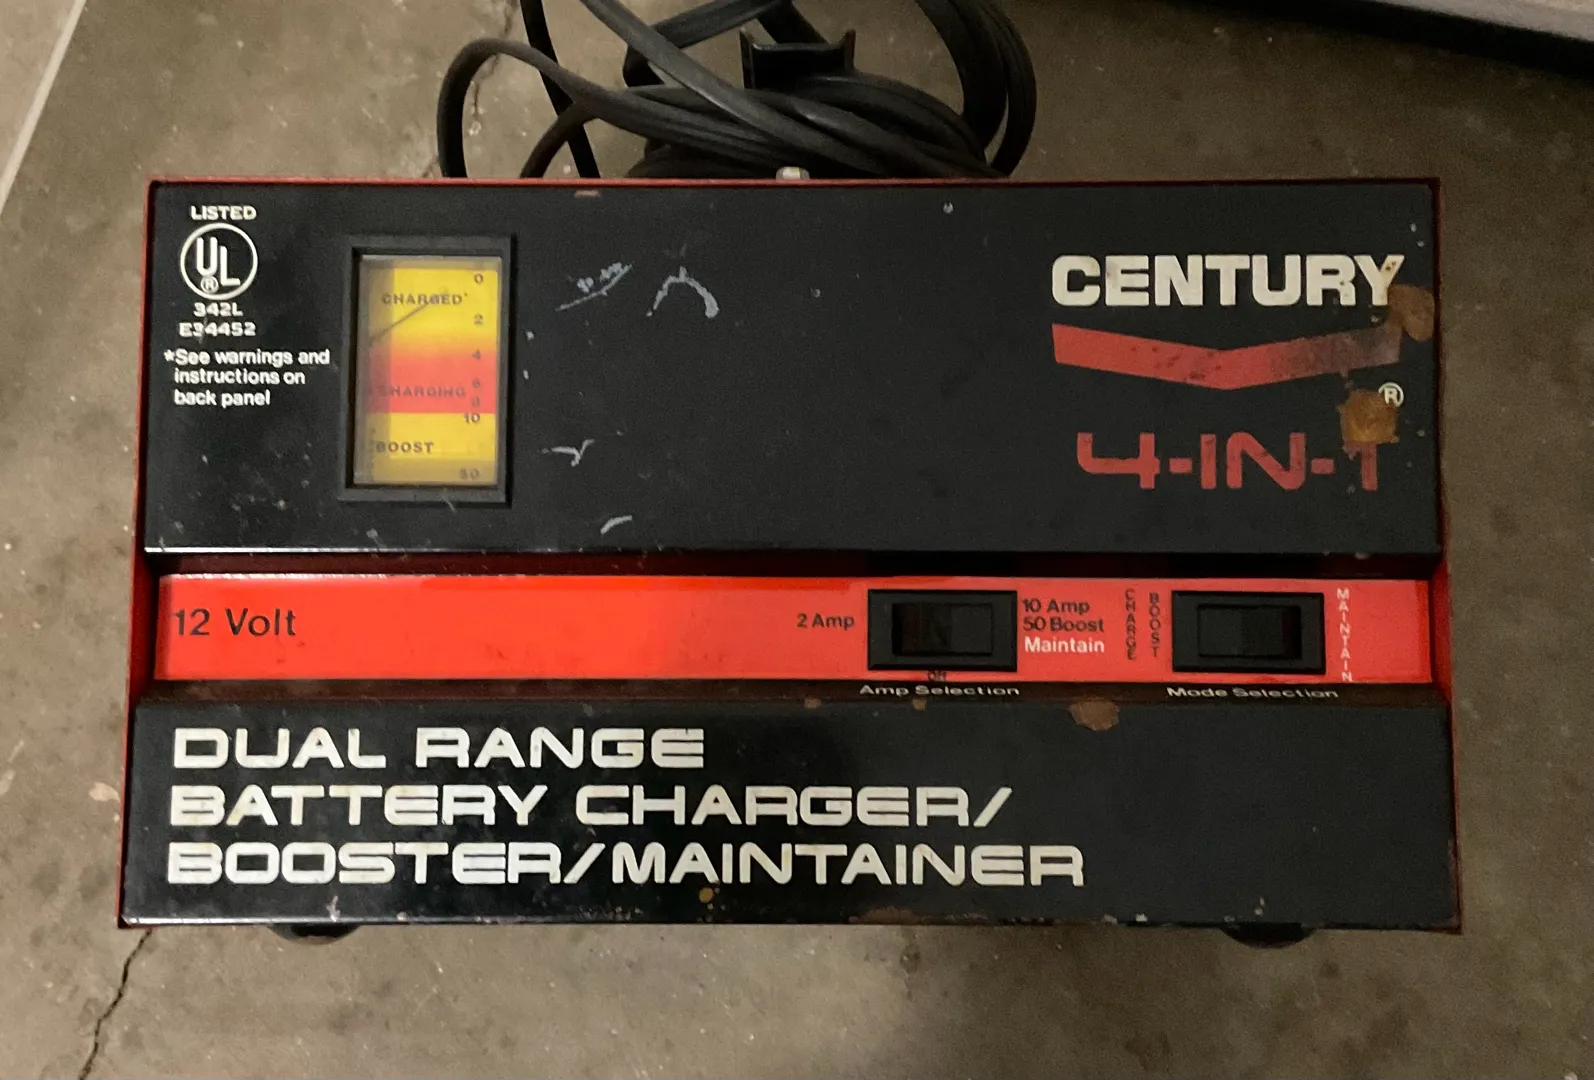 LISTED
UL
®
342L
E34452
*See warnings and
instructions on
back panel
0
CHARGED
2
4
6
CHARGING
8
10
BOOST
50
CENTURY
®
4-IN-1
12 Volt
2 Amp
10 Amp
50 Boost
Maintain
CHARGE
BOOST
MAINTAIN
Amp Selection
Mode Selection
DUAL RANGE
BATTERY CHARGER/
BOOSTER/MAINTAINER